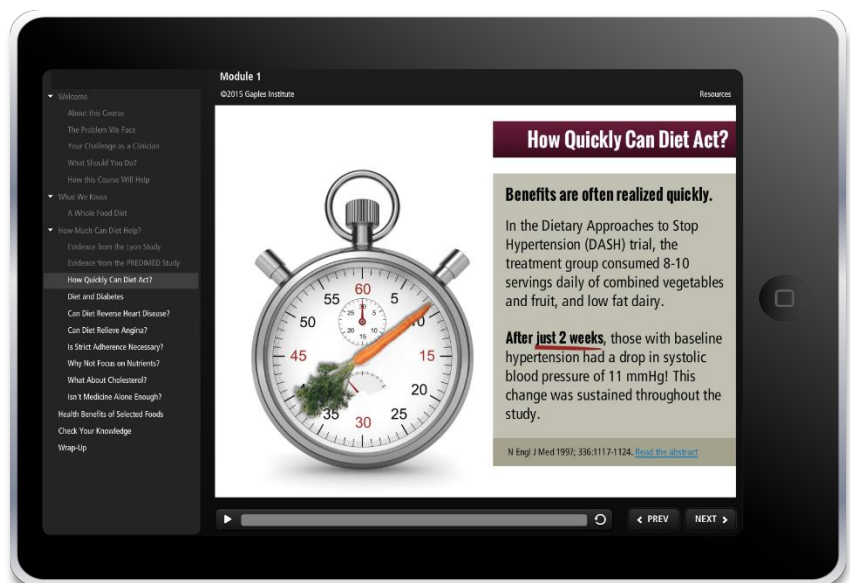 Module 1
©2015 Gaples Institute
Resources
Welcome
About this Course
The Problem We Face
Your Challenge as a Clinician
What Should You Do?
How this Course Will Help
What We Know
A Whole Food Diet
How Much Can Diet Help?
Evidence from the Lyon Study
Evidence from the PREDIMED Study
How Quickly Can Diet Act?
Diet and Diabetes
Can Diet Reverse Heart Disease?
Can Diet Relieve Angina?
Is Strict Adherence Necessary?
Why Not Focus on Nutrients?
What About Cholesterol?
Isn't Medicine Alone Enough?
Health Benefits of Selected Foods
Check Your Knowledge
Wrap-Up
60
5
10
15
20
25
30
35
45
50
55
30
5
10
15
20
25
How Quickly Can Diet Act?
Benefits are often realized quickly.
In the Dietary Approaches to Stop
Hypertension (DASH) trial, the
treatment group consumed 8-10
servings daily of combined vegetables
and fruit, and low fat dairy.
After just 2 weeks, those with baseline
hypertension had a drop in systolic
blood pressure of 11 mmHg! This
change was sustained throughout the
study.
N Engl J Med 1997; 336:1117-1124. Read the abstract
PREV
NEXT